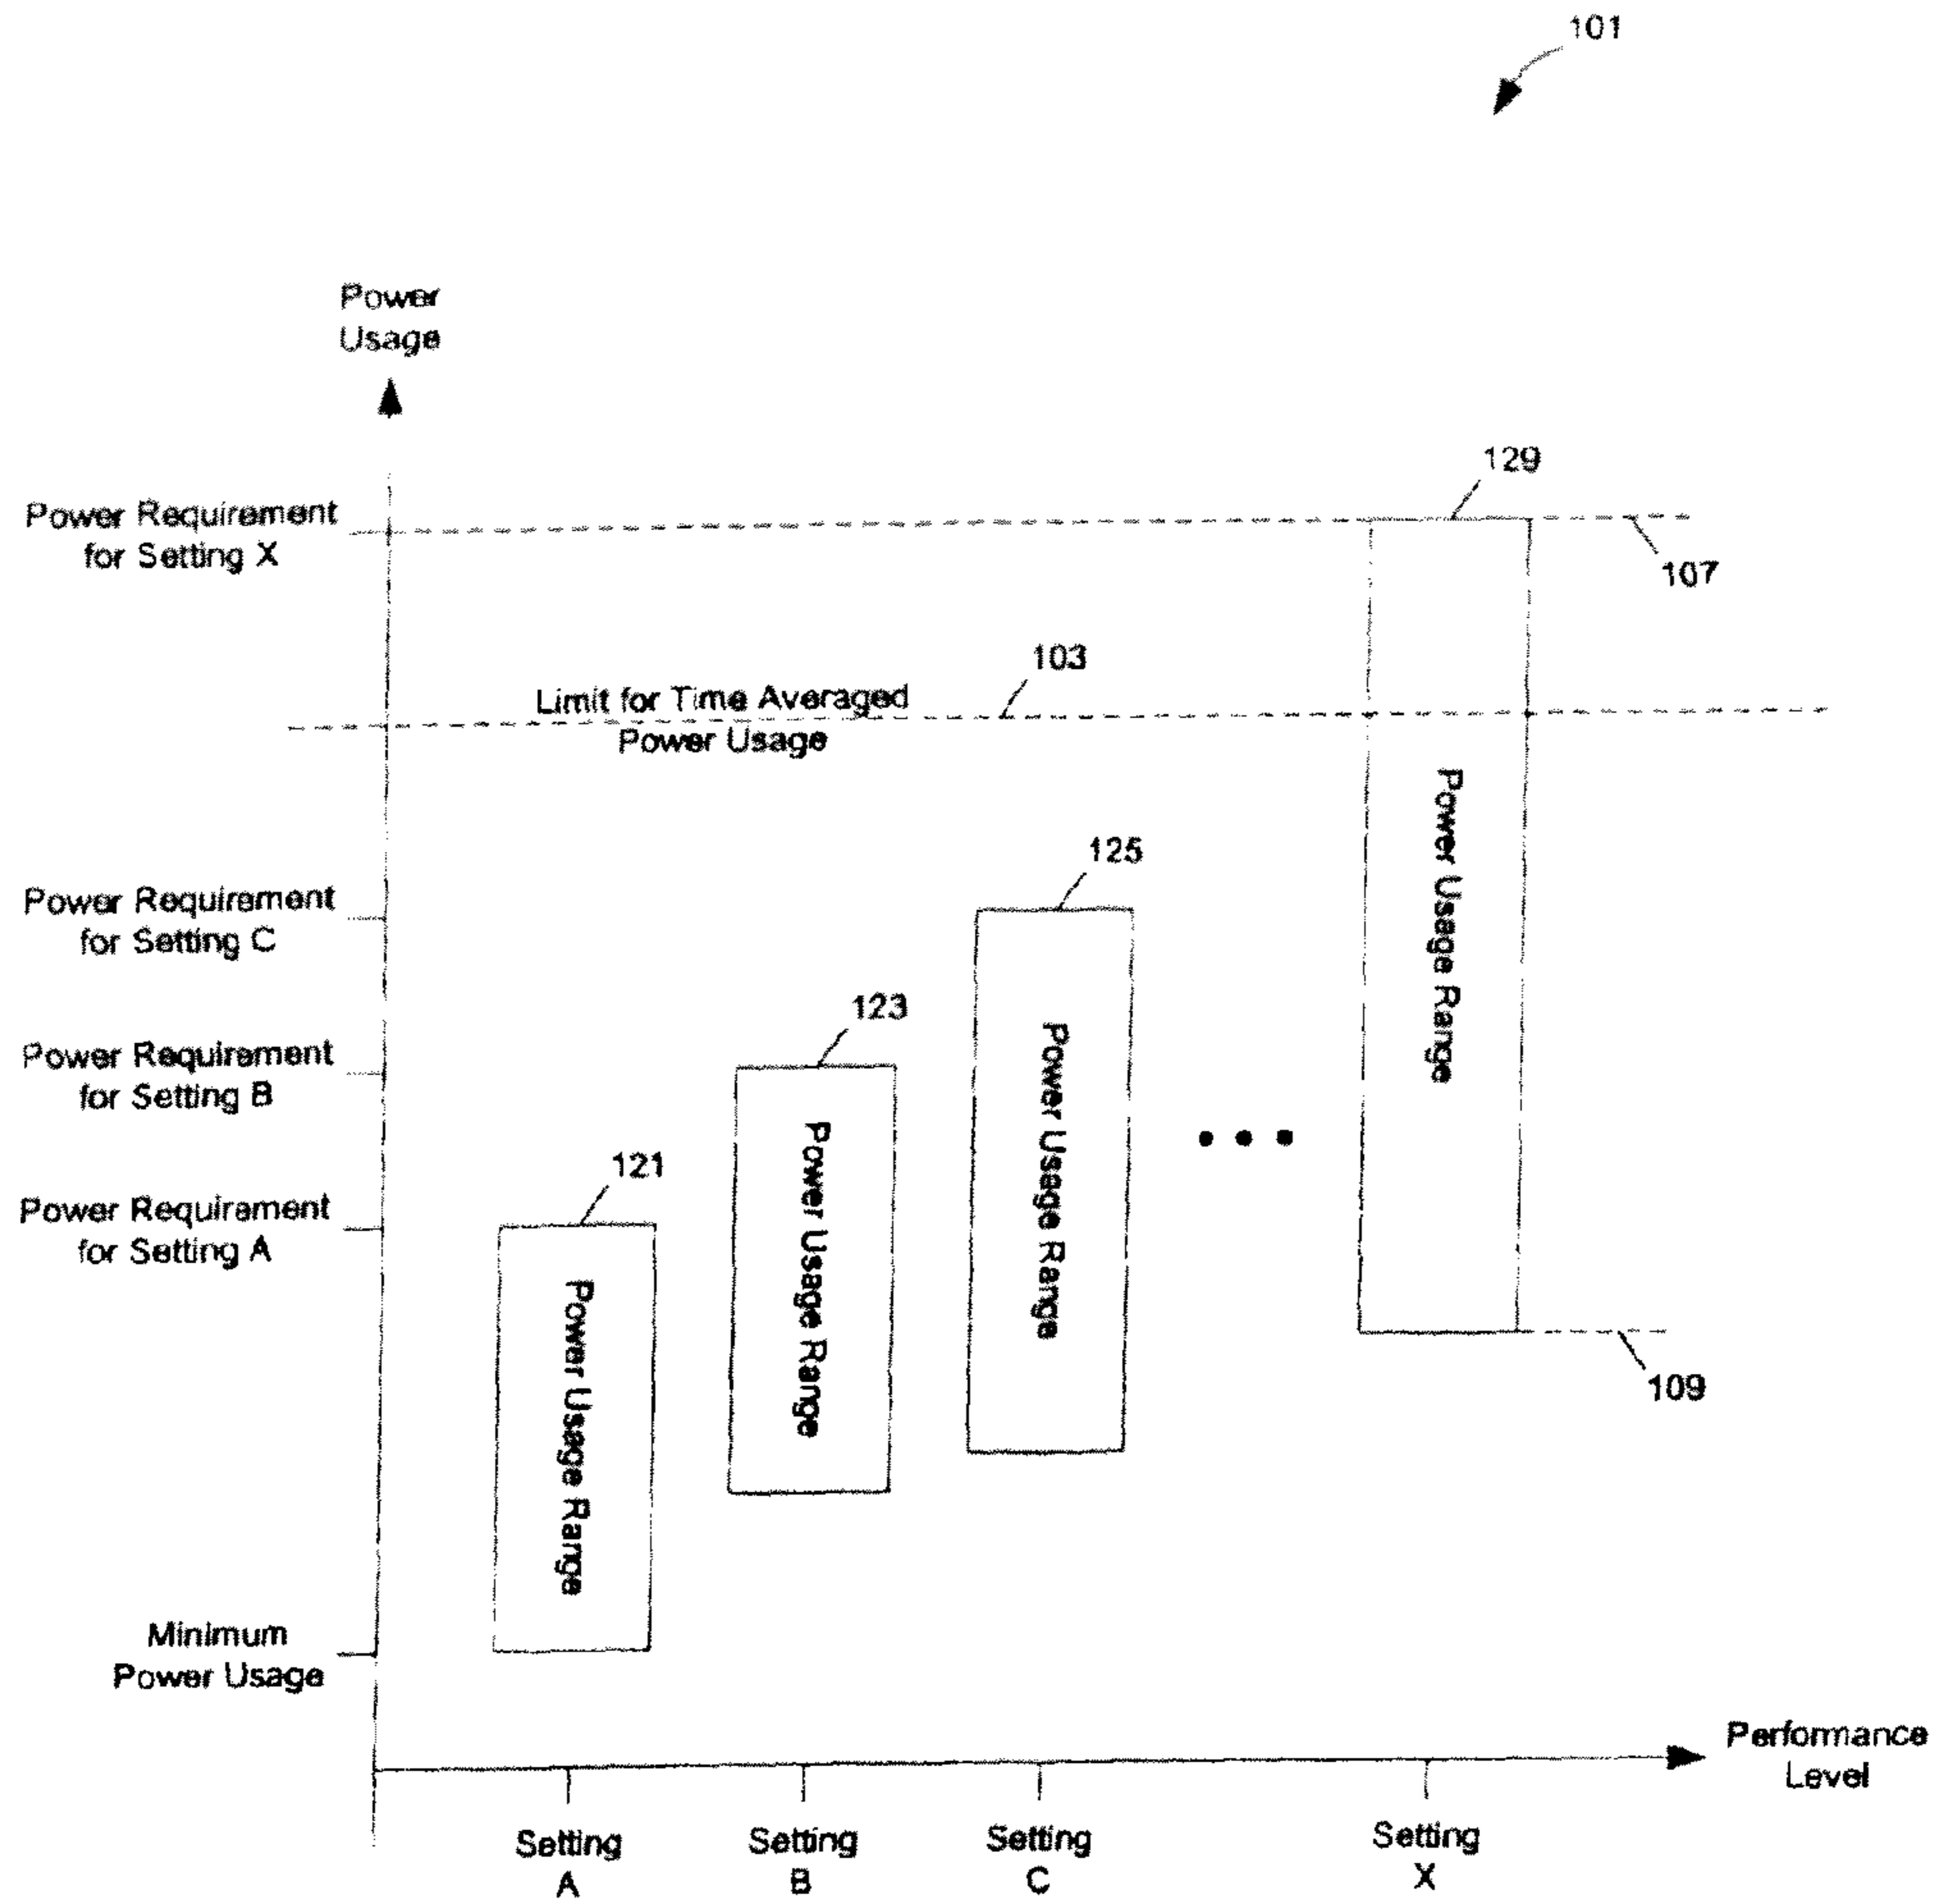 101
Power
Usage
129
Power Requirement
for Setting X
107
103
Limit for Time Averaged
Power Usage
125
Power Requirement
for Setting C
Power Usage Range
123
Power Requirement
for Setting B
Power Usage Range
121
Power Usage Range
Power Requirement
for Setting A
Power Usage Range
109
Minimum
Power Usage
Performance
Level
Setting
A
Setting
B
Setting
C
Setting
X